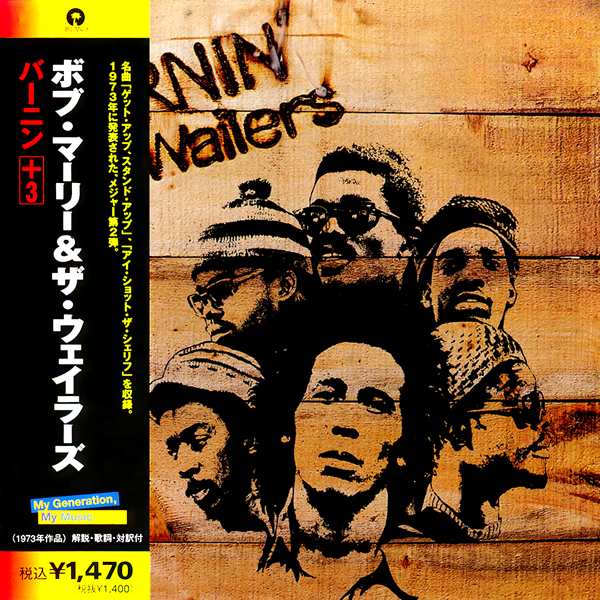 ISLAND
ボブ・マーリー&ザ・ウェイラーズ
バーニン +3
名曲「ゲット・アップ、スタンド・アップ」、「アイ・ショット・ザ・シェリフ」を収録。
1973年に発表された、メジャー第2弾。
RNIN'
Wailers
My Generation,
My Music
(1973年作品) 解説・歌詞・対訳付
税込¥1,470
税抜¥1,400